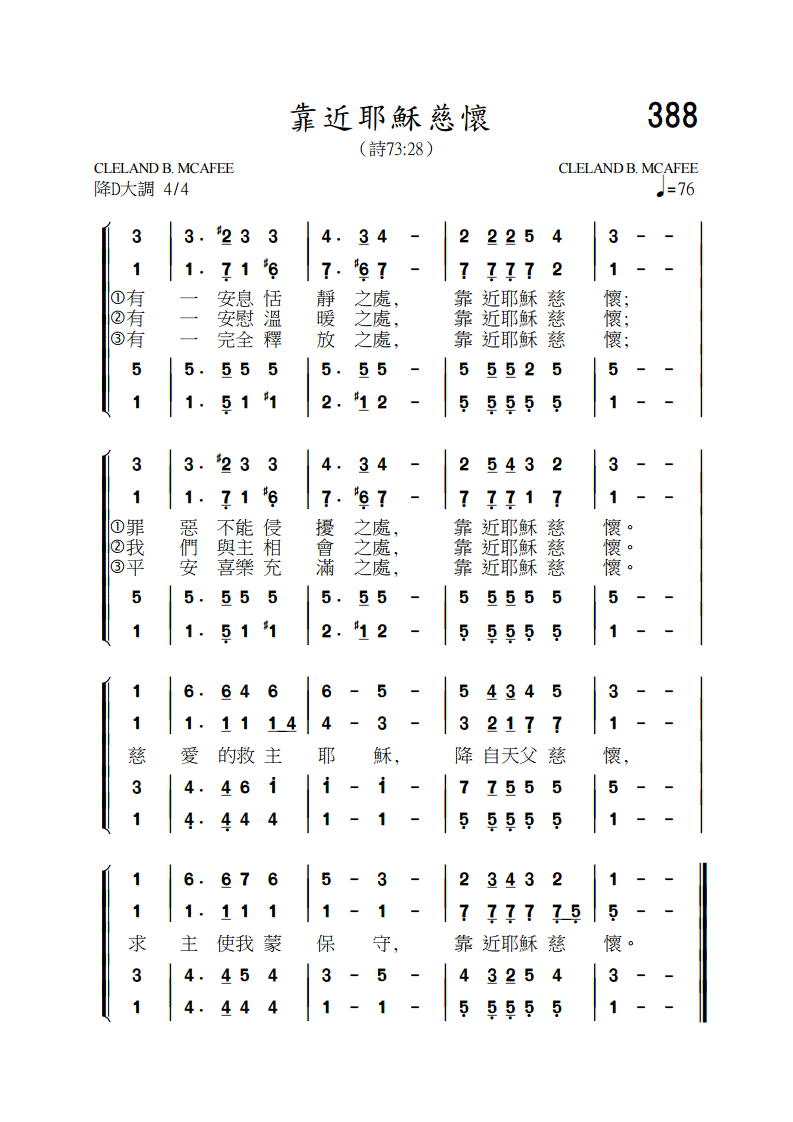 靠近耶穌慈懷
388
（詩73:28）
CLELAND B. MCAFEE
CLELAND B. MCAFEE
降D大調 4/4
♩=76
3 | 3. #2 3 3 | 4. 3 4 - | 2 2 2 5 4 | 3 - - |
1 | 1. 7 1 #6 | 7. #6 7 - | 7 7 7 7 2 | 1 - - |
①有 一 安息 恬 靜 之處, 靠 近耶穌 慈 懷;
②有 一 安慰 溫 暖 之處, 靠 近耶穌 慈 懷;
③有 一 完全 釋 放 之處, 靠 近耶穌 慈 懷;
5 | 5. 5 5 5 | 5. 5 5 - | 5 5 5 2 5 | 5 - - |
1 | 1. 5 1 #1 | 2. #1 2 - | 5 5 5 5 5 | 1 - - |
3 | 3. #2 3 3 | 4. 3 4 - | 2 5 4 3 2 | 3 - - |
1 | 1. 7 1 #6 | 7. #6 7 - | 7 7 7 1 7 | 1 - - |
①罪 惡 不能 侵 擾 之處, 靠 近耶穌 慈 懷。
②我 們 與主 相 會 之處, 靠 近耶穌 慈 懷。
③平 安 喜樂 充 滿 之處, 靠 近耶穌 慈 懷。
5 | 5. 5 5 5 | 5. 5 5 - | 5 5 5 5 5 | 5 - - |
1 | 1. 5 1 #1 | 2. #1 2 - | 5 5 5 5 5 | 1 - - |
1 | 6. 6 4 6 | 6 - 5 - | 5 4 3 4 5 | 3 - - |
1 | 1. 1 1 1 4 | 4 - 3 - | 3 2 1 7 7 | 1 - - |
慈 愛 的救 主 耶 穌, 降 自天父 慈 懷,
3 | 4. 4 6 1 | 1 - 1 - | 7 7 5 5 5 | 5 - - |
1 | 4. 4 4 4 | 1 - 1 - | 5 5 5 5 5 | 1 - - |
1 | 6. 6 7 6 | 5 - 3 - | 2 3 4 3 2 | 1 - - |
1 | 1. 1 1 1 | 1 - 1 - | 7 7 7 7 7 5 | 5 - - |
求 主 使我 蒙 保 守, 靠 近耶穌 慈 懷。
3 | 4. 4 5 4 | 3 - 5 - | 4 3 2 5 4 | 3 - - |
1 | 4. 4 4 4 | 1 - 1 - | 5 5 5 5 5 | 1 - - |